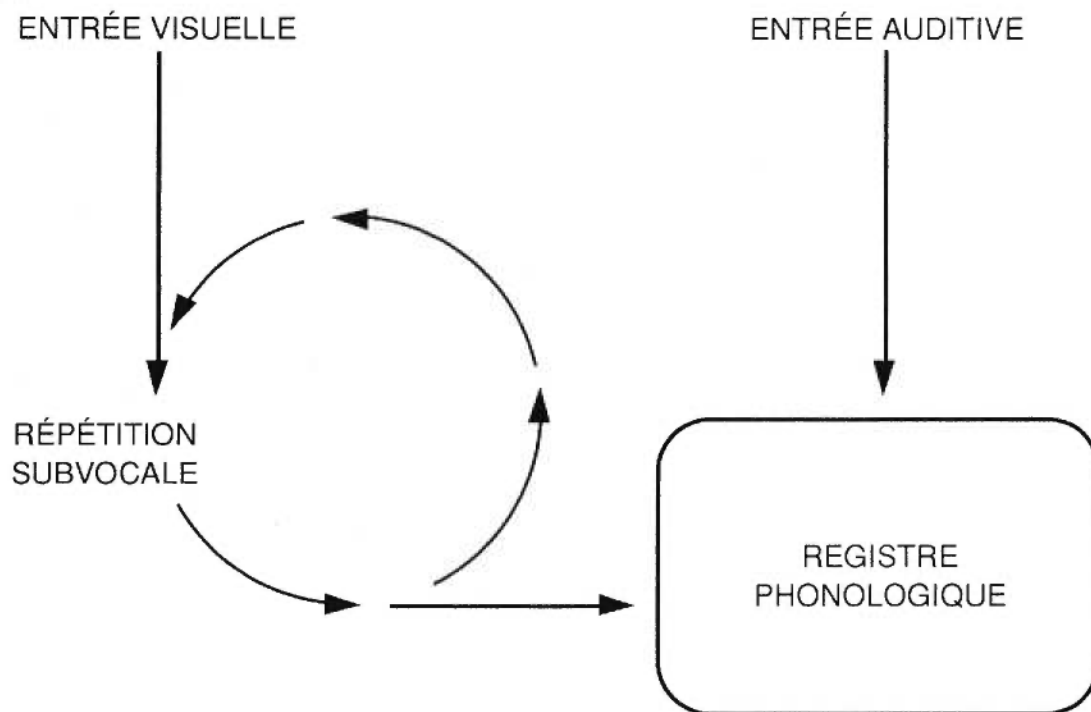 ENTRÉE VISUELLE
ENTRÉE AUDITIVE
RÉPÉTITION
SUBVOCALE
REGISTRE
PHONOLOGIQUE